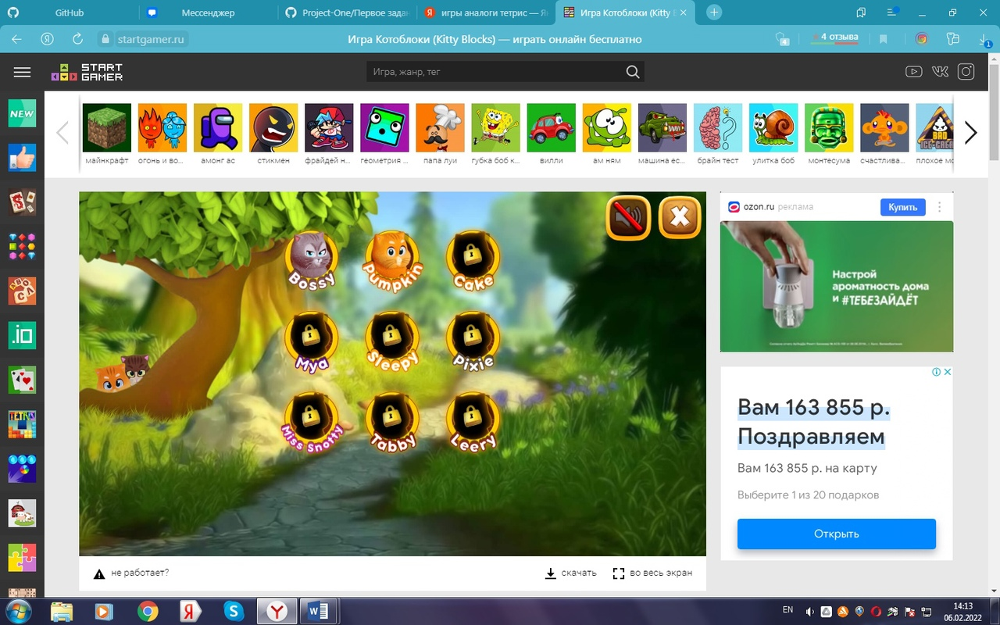 GitHub
Мессенджер
Project-One/Первое зада
игры аналоги тетрис — Я
Игра Котоблоки (Kitty B
startgamer.ru
Игра Котоблоки (Kitty Blocks) — играть онлайн бесплатно
4 отзыва
1
START
GAMER
Игра, жанр, тег
NEW
майнкрафт
огонь и во...
амонг ас
стикмен
фрайдей н...
геометрия ...
папа луи
губка боб к...
вилли
ам ням
машина ес...
брайн тест
улитка боб
монтесума
счастлива...
плохое мо
BAD
ICE-CREA
Bossy
Pumpkin
Cake
Mya
Sleepy
Pixie
Miss Snotty
Tabby
Leery
.io
TETRIS
ozon.ru реклама
Купить
Настрой
ароматность дома
и #ТЕБЕЗАЙДЁТ
Вам 163 855 р.
Поздравляем
Вам 163 855 р. на карту
Выберите 1 из 20 подарков
Открыть
не работает?
скачать
во весь экран
EN
14:13
06.02.2022